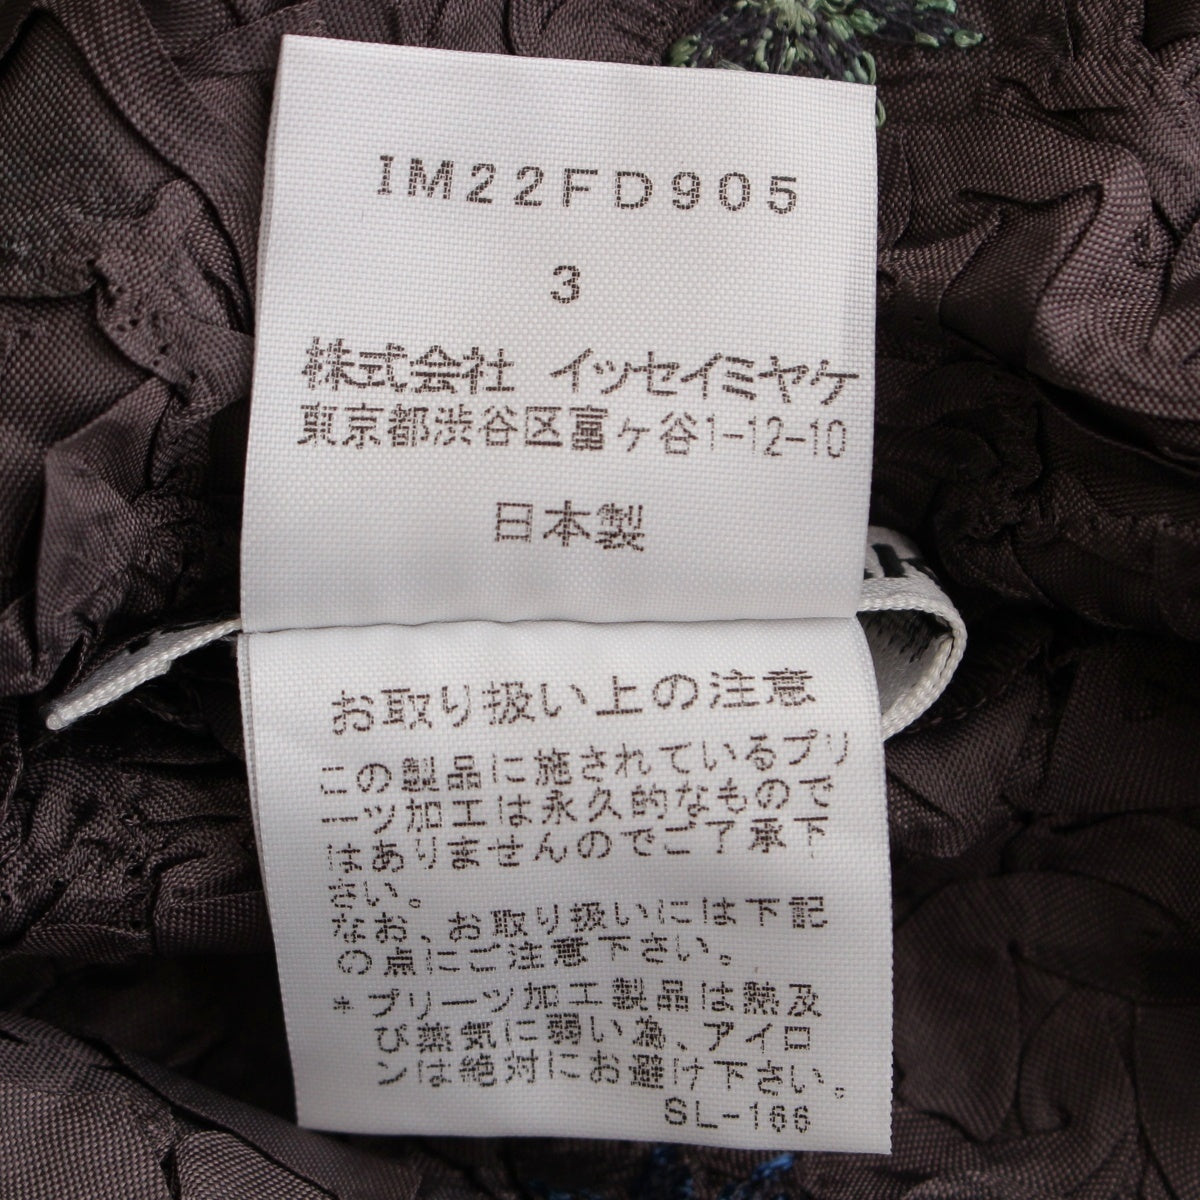 IM22FD905
3
株式会社 イッセイミヤケ
東京都渋谷区富ヶ谷1-12-10
日本製
お取り扱い上の注意
この製品に施されているプリ
ーツ加工は永久的なもので
はありませんのでご了承下
さい。
なお、お取り扱いには下記
の点にご注意下さい。
*プリーツ加工製品は熱及
び蒸気に弱い為、アイロ
ンは絶対にお避け下さい。
SL-166